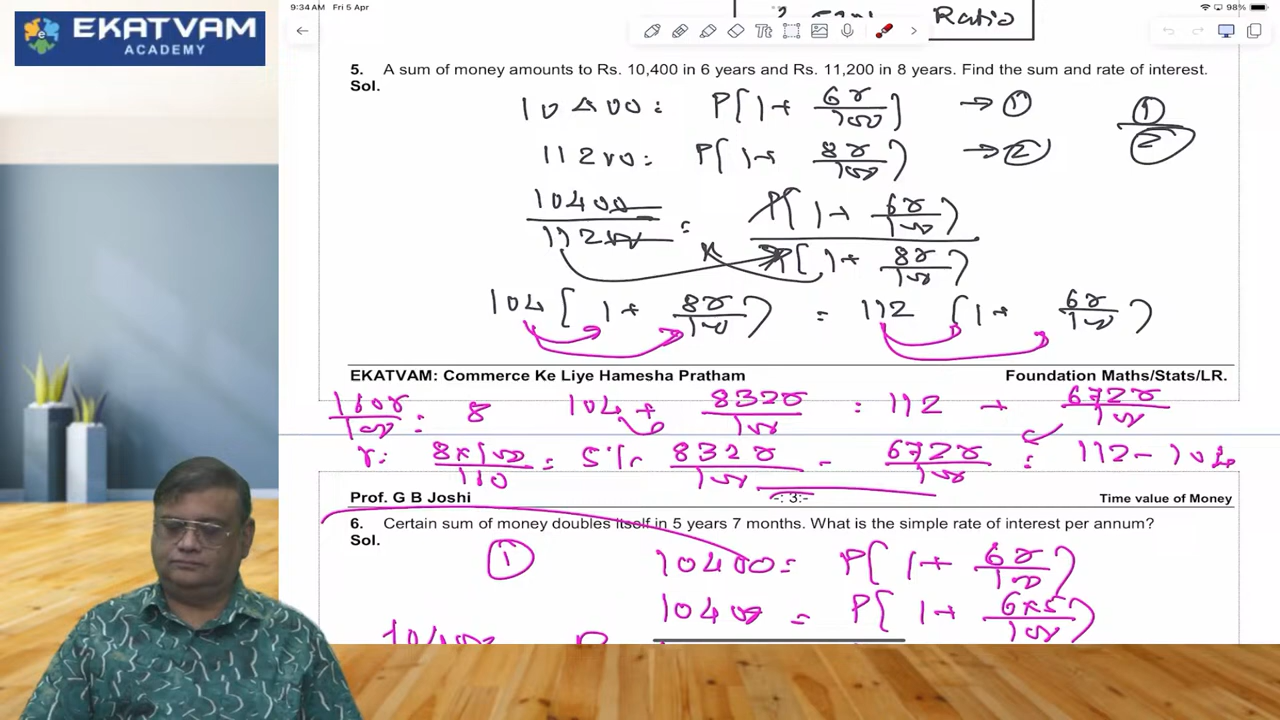 9:34 AM Fri 5 Apr
98%
EKATVAM
ACADEMY
Ratio
5. A sum of money amounts to Rs. 10,400 in 6 years and Rs. 11,200 in 8 years. Find the sum and rate of interest.
Sol.
10400 = P[1+ 6r/100] → ①
11200 = P[1+ 8r/100] → ②
①/②
10400/11200 = P[1+ 6r/100]/P[1+ 8r/100]
104[1+ 8r/100] = 112[1+ 6r/100]
EKATVAM: Commerce Ke Liye Hamesha Pratham Foundation Maths/Stats/LR.
160r/100 = 8 104 + 832r/100 = 112 + 672r/100
r = 8×100/160 = 5% 832r/100 - 672r/100 = 112-104
Prof. G B Joshi -: 3:- Time value of Money
6. Certain sum of money doubles itself in 5 years 7 months. What is the simple rate of interest per annum?
Sol.
① 10400 = P[1+ 6r/100]
10400 = P[1+ 6×5/100]